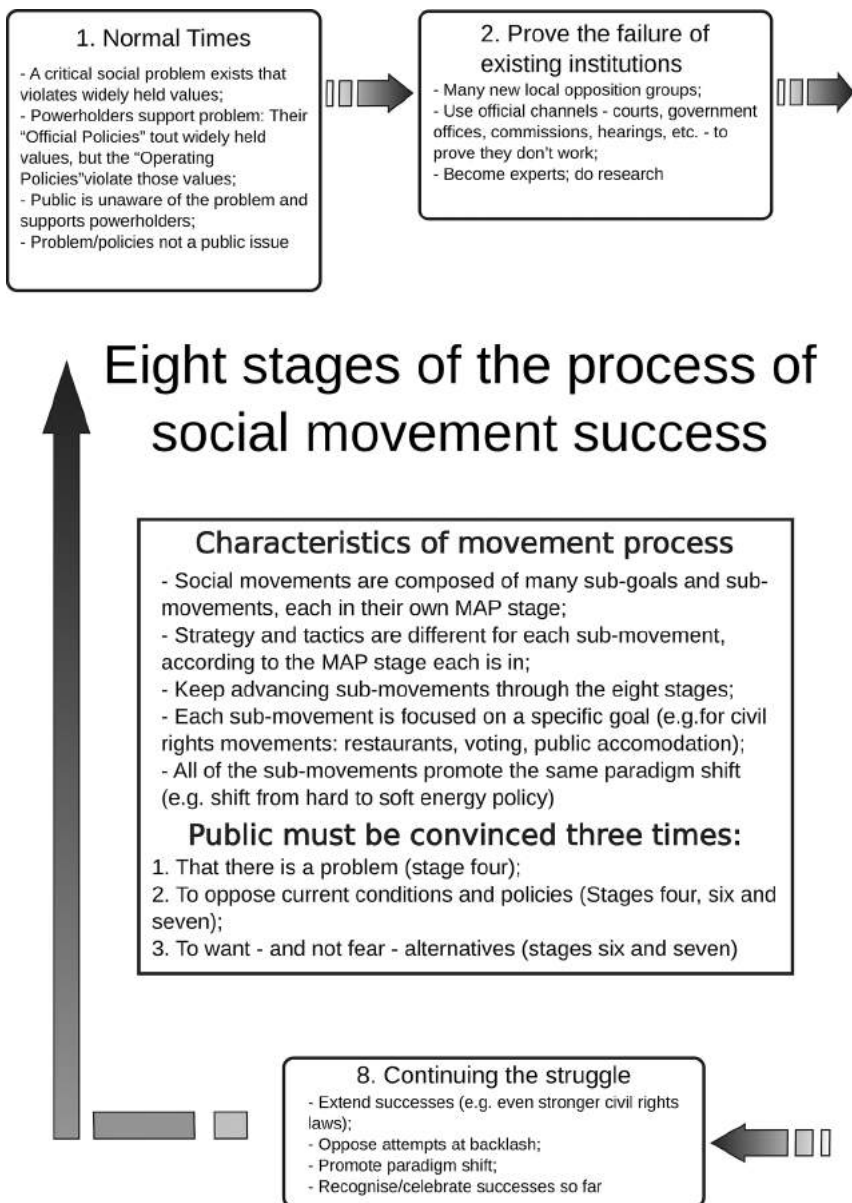 1. Normal Times
- A critical social problem exists that
violates widely held values;
- Powerholders support problem: Their
“Official Policies” tout widely held
values, but the “Operating
Policies”violate those values;
- Public is unaware of the problem and
supports powerholders;
- Problem/policies not a public issue
2. Prove the failure of
existing institutions
- Many new local opposition groups;
- Use official channels - courts, government
offices, commissions, hearings, etc. - to
prove they don’t work;
- Become experts; do research
Eight stages of the process of
social movement success
Characteristics of movement process
- Social movements are composed of many sub-goals and sub-
movements, each in their own MAP stage;
- Strategy and tactics are different for each sub-movement,
according to the MAP stage each is in;
- Keep advancing sub-movements through the eight stages;
- Each sub-movement is focused on a specific goal (e.g.for civil
rights movements: restaurants, voting, public accomodation);
- All of the sub-movements promote the same paradigm shift
(e.g. shift from hard to soft energy policy)
Public must be convinced three times:
1. That there is a problem (stage four);
2. To oppose current conditions and policies (Stages four, six and
seven);
3. To want - and not fear - alternatives (stages six and seven)
8. Continuing the struggle
- Extend successes (e.g. even stronger civil rights
laws);
- Oppose attempts at backlash;
- Promote paradigm shift;
- Recognise/celebrate successes so far